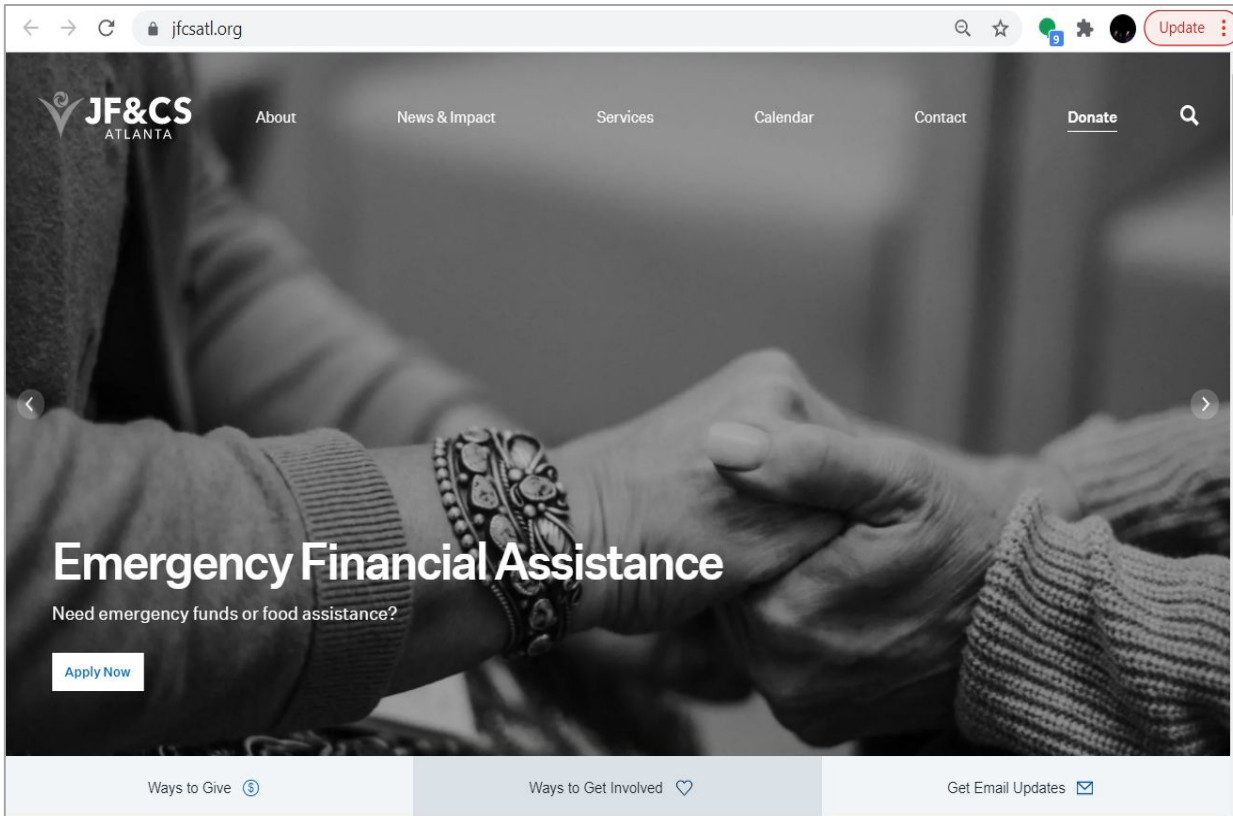 jfcsatl.org
9
Update
JF&CS
ATLANTA
About
News & Impact
Services
Calendar
Contact
Donate
Emergency Financial Assistance
Need emergency funds or food assistance?
Apply Now
Ways to Give $
Ways to Get Involved
Get Email Updates